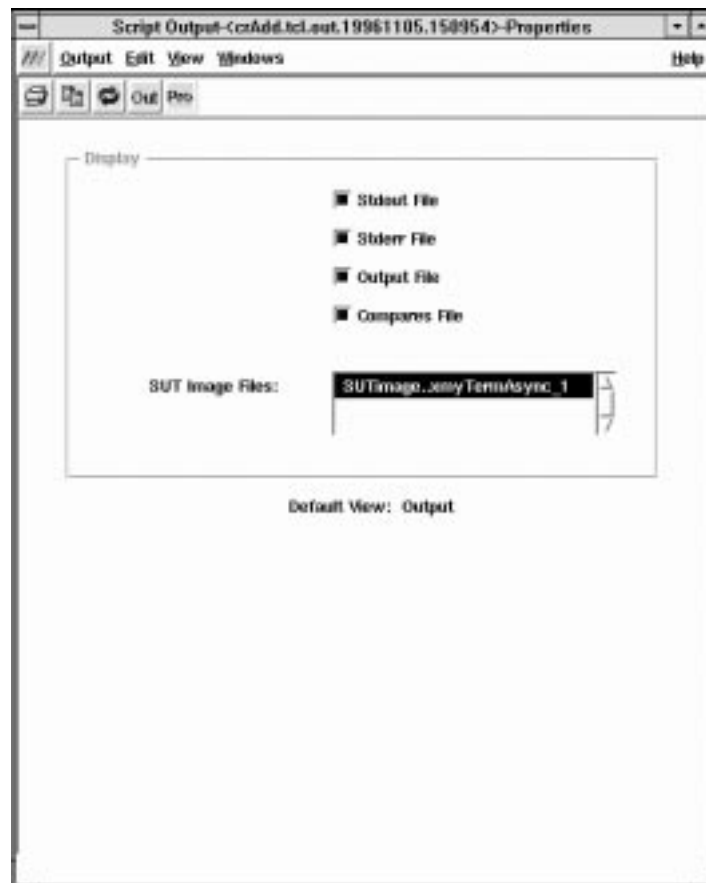 Script Output-<czAdd.tcl.out.19961105.150954>-Properties
Output Edit View Windows Help
Out Pro
Display
Stdout File
Stderr File
Output File
Compares File
SUT Image Files: SUTimage..xmyTermAsync_1
Default View: Output